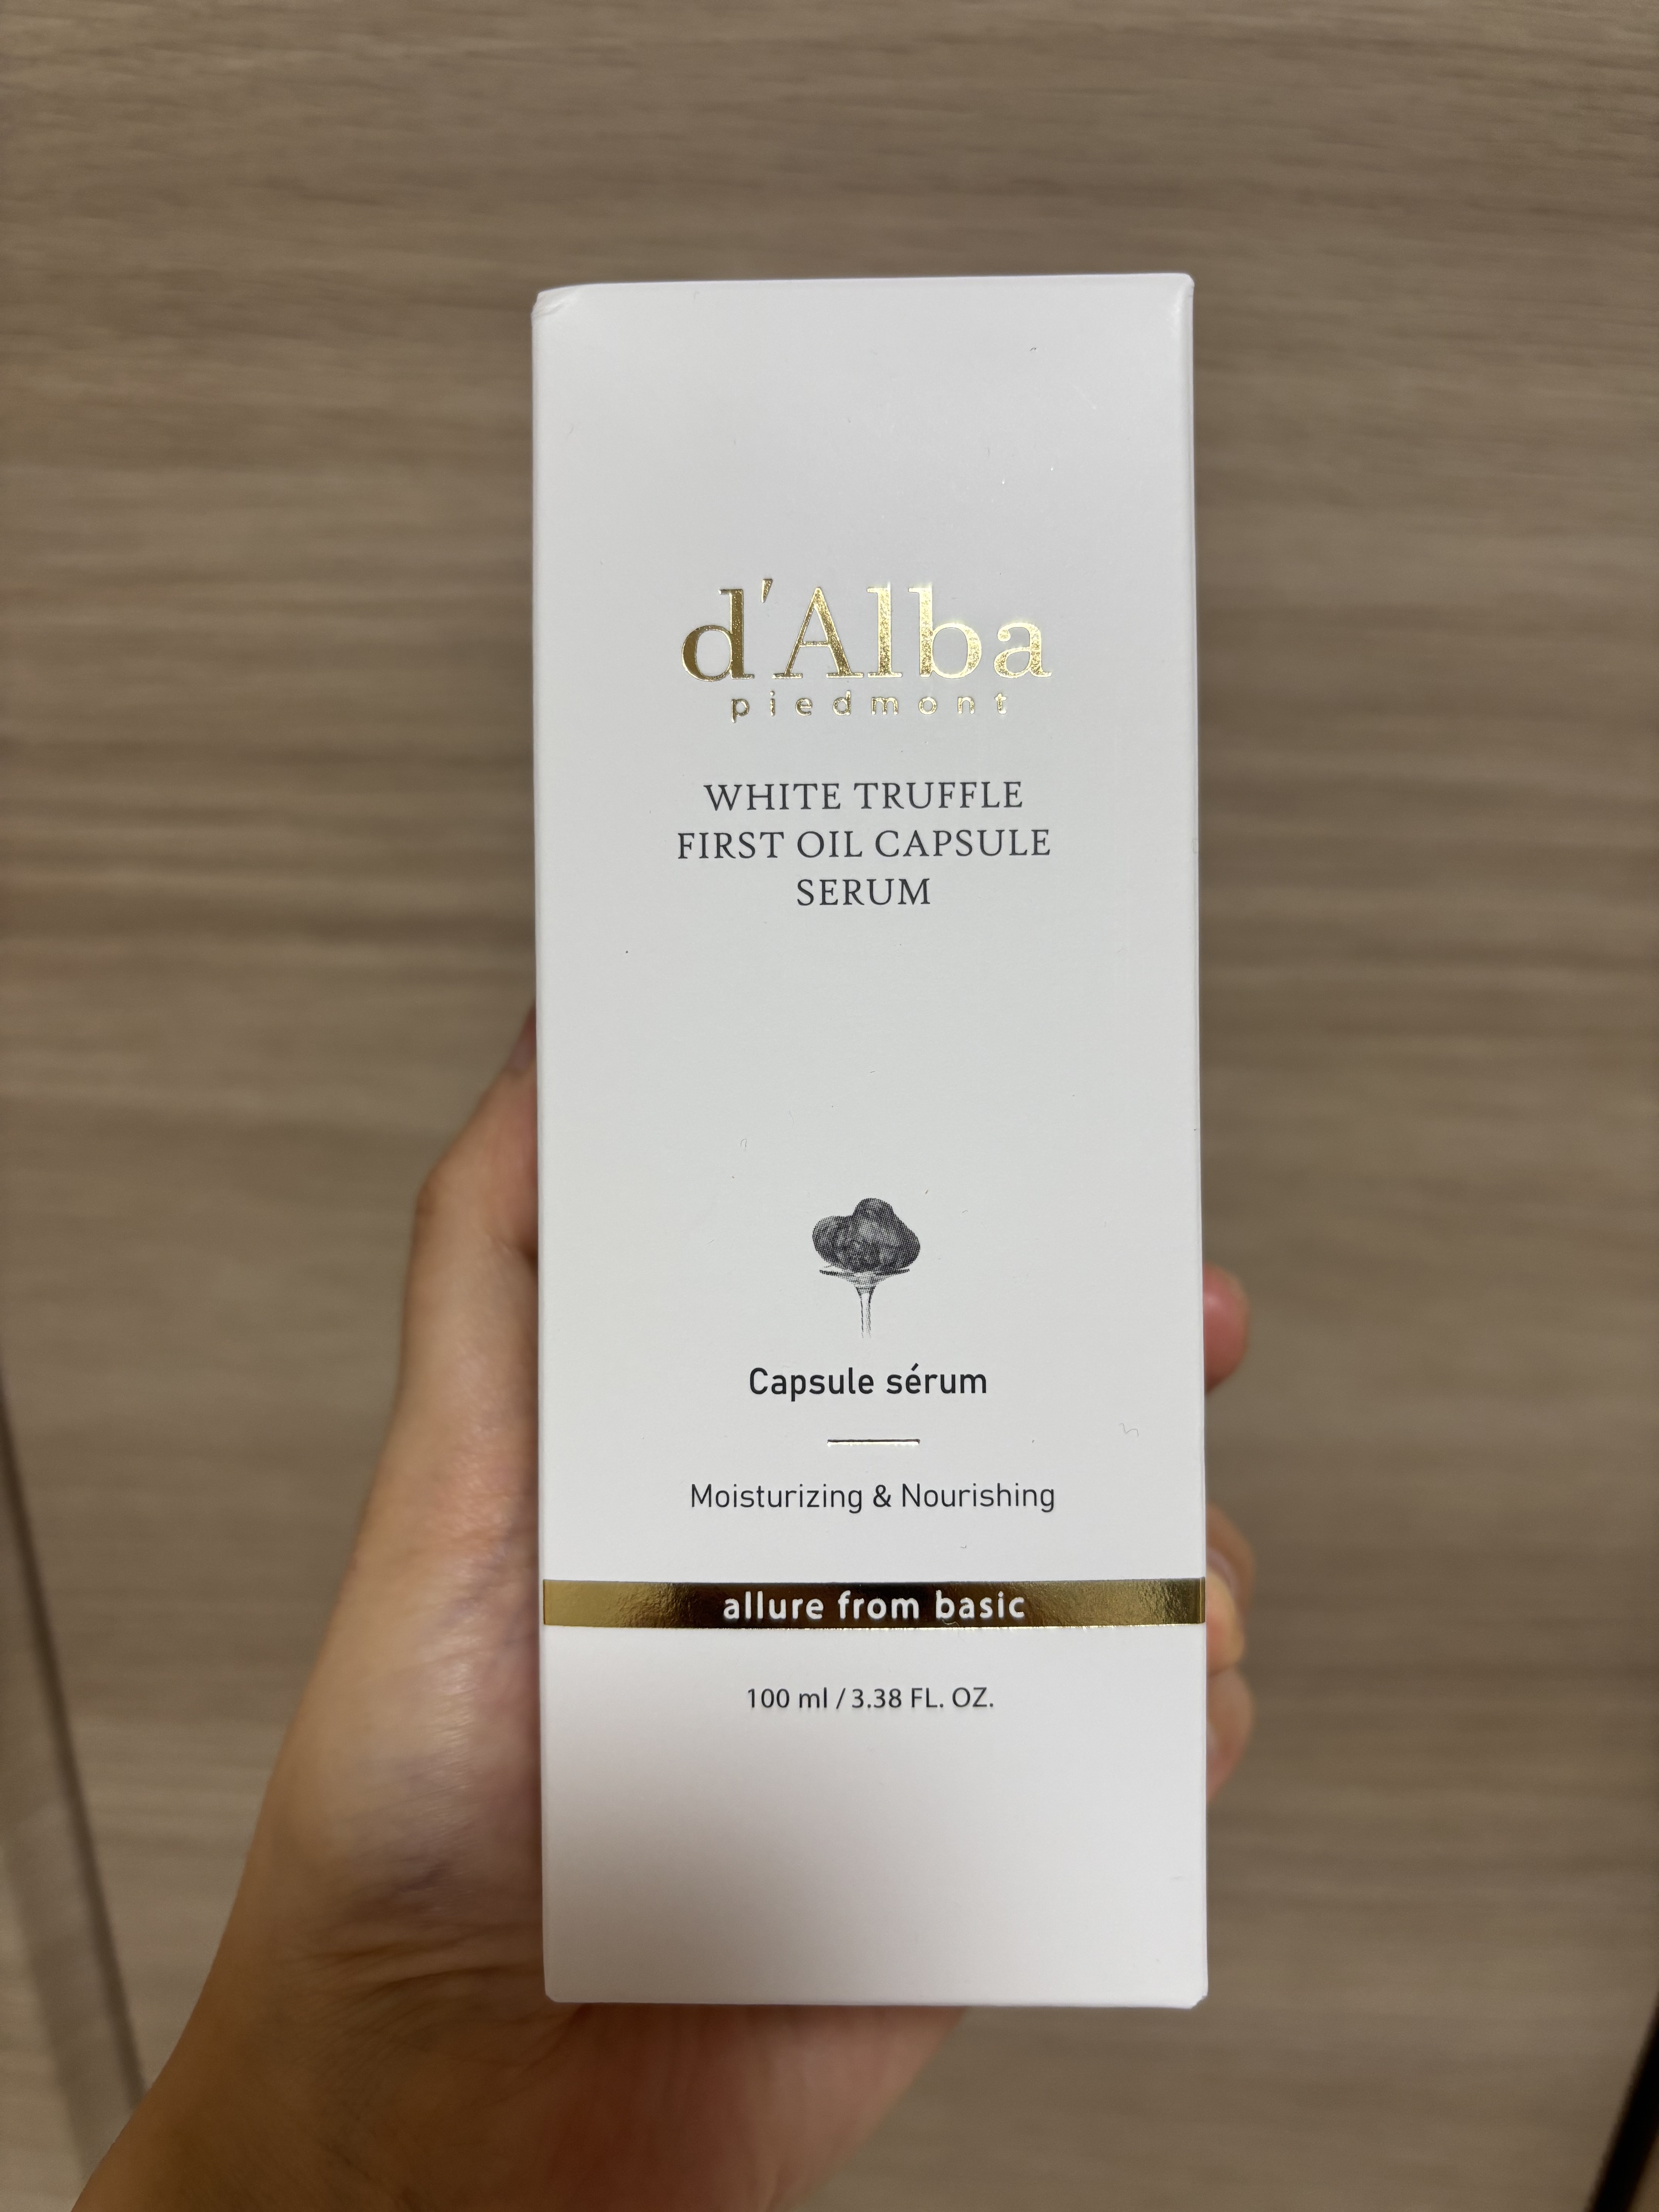 d'Alba
piedmont
WHITE TRUFFLE
FIRST OIL CAPSULE
SERUM
Capsule sérum
Moisturizing & Nourishing
allure from basic
100 ml / 3.38 FL. OZ.